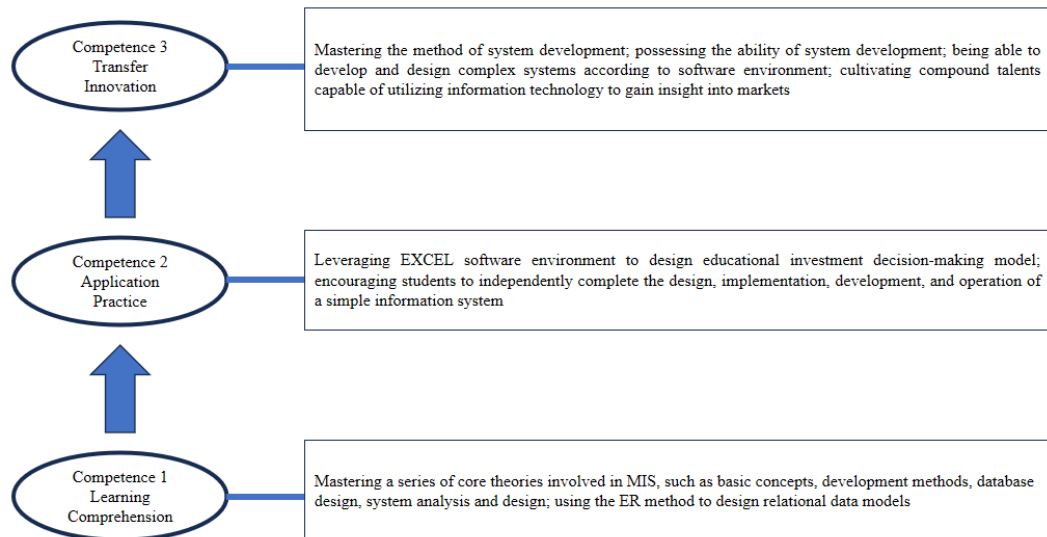 Competence 3
Transfer
Innovation
Mastering the method of system development; possessing the ability of system development; being able to
develop and design complex systems according to software environment; cultivating compound talents
capable of utilizing information technology to gain insight into markets
Competence 2
Application
Practice
Leveraging EXCEL software environment to design educational investment decision-making model;
encouraging students to independently complete the design, implementation, development, and operation of
a simple information system
Competence 1
Learning
Comprehension
Mastering a series of core theories involved in MIS, such as basic concepts, development methods, database
design, system analysis and design; using the ER method to design relational data models